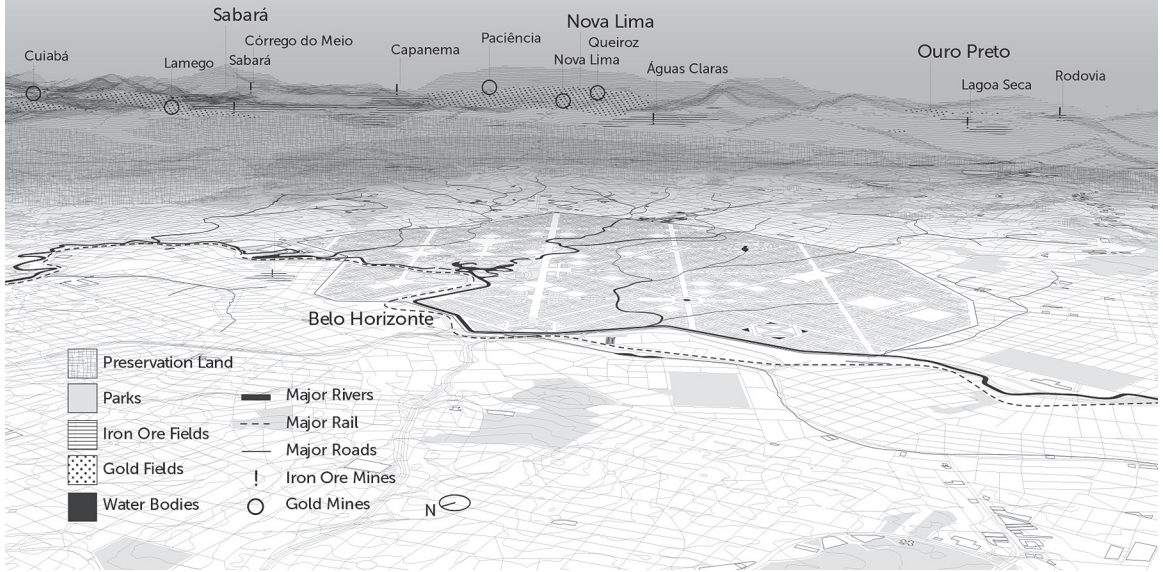 Sabará
Nova Lima
Cuiabá
Córrego do Meio
Lamego
Sabará
Capanema
Paciência
Queiroz
Nova Lima
Águas Claras
Ouro Preto
Lagoa Seca
Rodovia
Belo Horizonte
Preservation Land
Parks
Iron Ore Fields
Gold Fields
Water Bodies
Major Rivers
Major Rail
Major Roads
Iron Ore Mines
Gold Mines
N